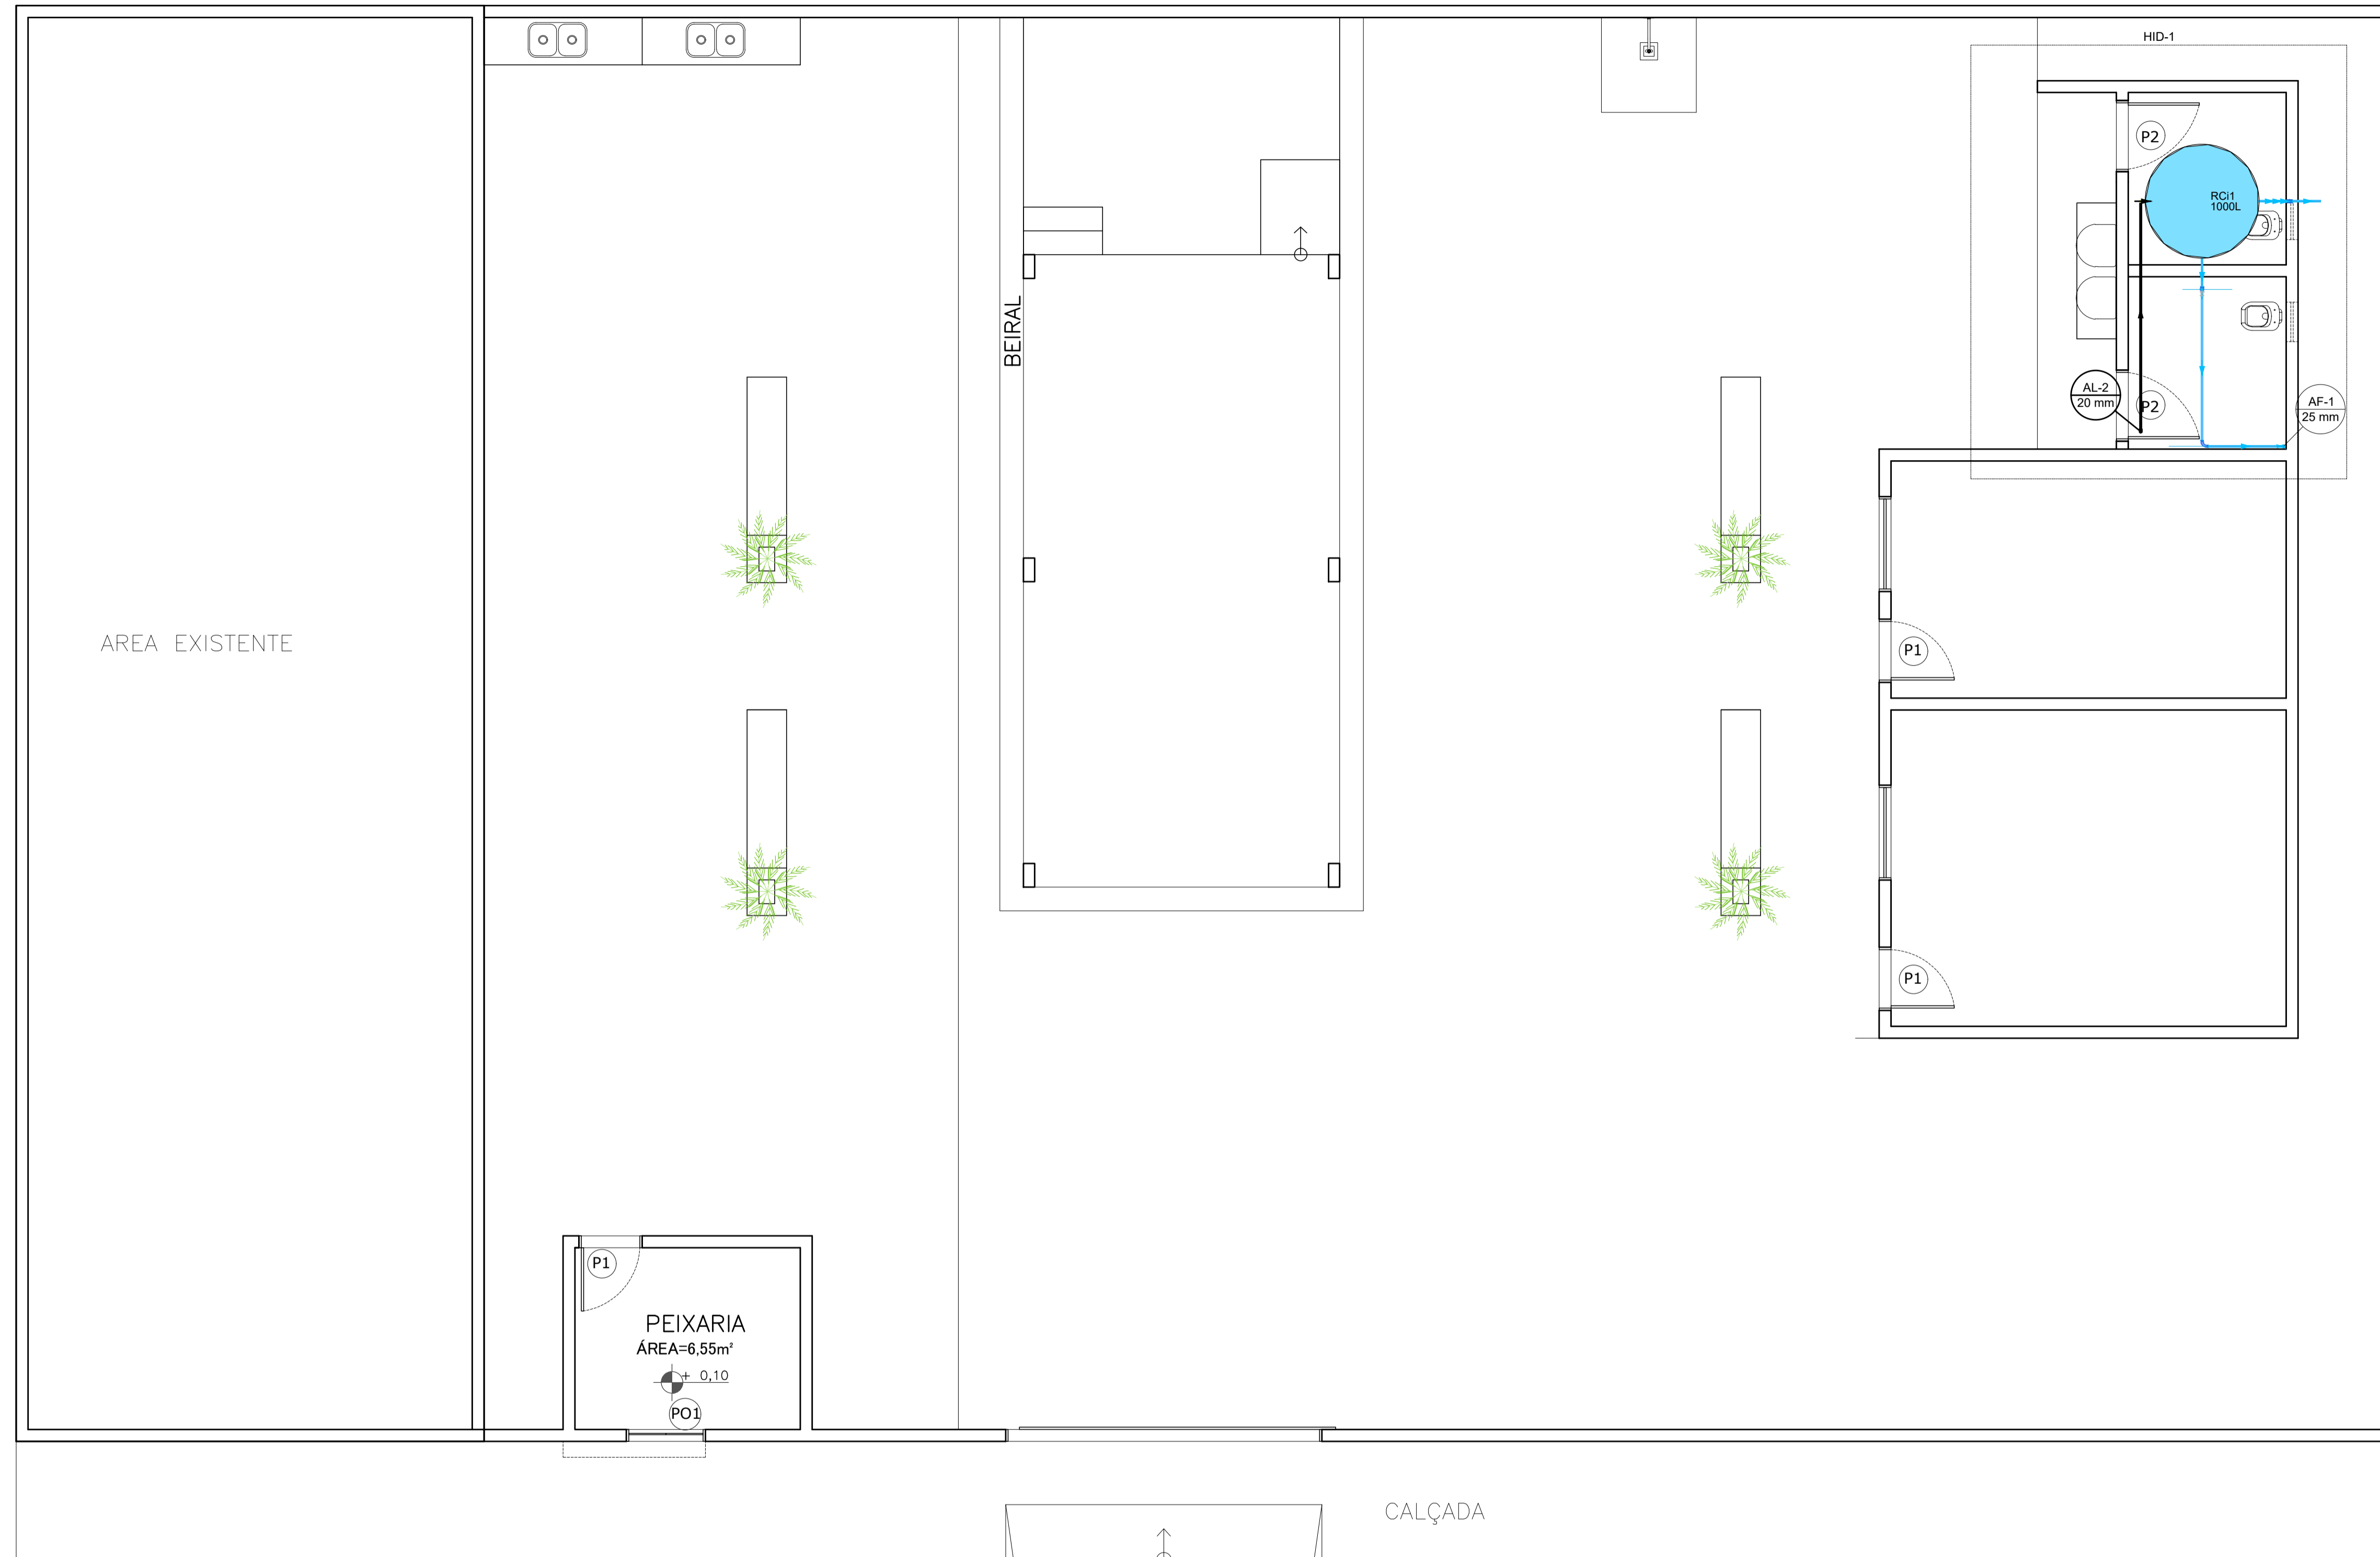 HID-1
P2
RCi1
1000L
BEIRAL
AL-2
20 mm
P2
AF-1
25 mm
AREA EXISTENTE
P1
P1
P1
PEIXARIA
ÁREA=6,55m²
+ 0,10
PO1
CALÇADA